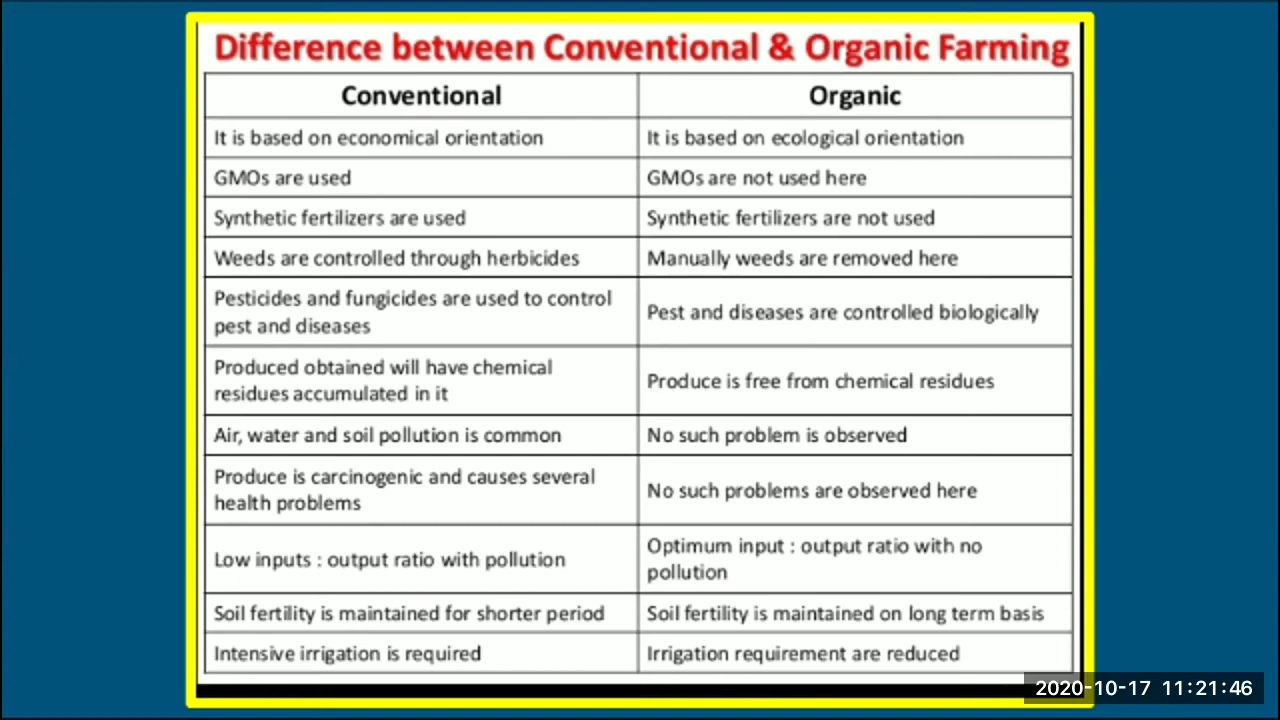 Difference between Conventional & Organic Farming
Conventional
Organic
It is based on economical orientation
It is based on ecological orientation
GMOs are used
GMOs are not used here
Synthetic fertilizers are used
Synthetic fertilizers are not used
Weeds are controlled through herbicides
Manually weeds are removed here
Pesticides and fungicides are used to control
pest and diseases
Pest and diseases are controlled biologically
Produced obtained will have chemical
residues accumulated in it
Produce is free from chemical residues
Air, water and soil pollution is common
No such problem is observed
Produce is carcinogenic and causes several
health problems
No such problems are observed here
Low inputs : output ratio with pollution
Optimum input : output ratio with no
pollution
Soil fertility is maintained for shorter period
Soil fertility is maintained on long term basis
Intensive irrigation is required
Irrigation requirement are reduced
2020-10-17 11:21:46